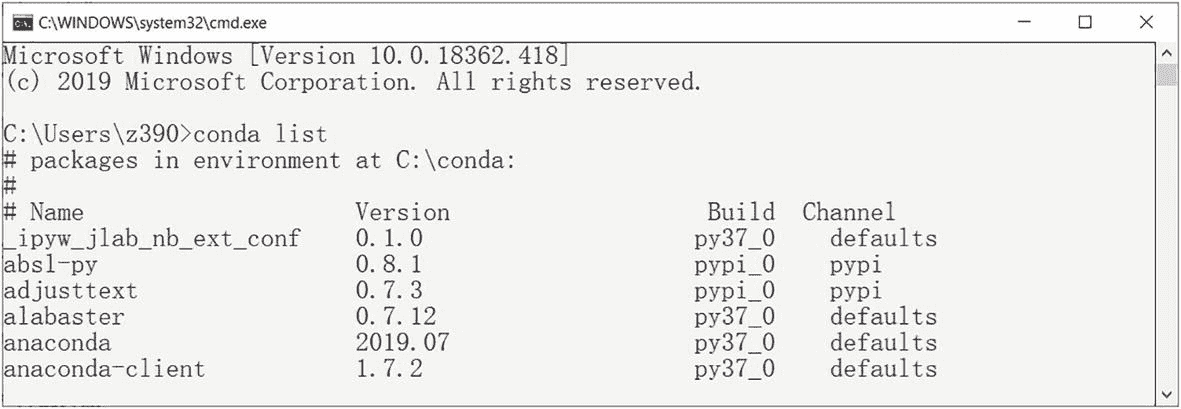 C:\WINDOWS\system32\cmd.exe
Microsoft Windows [Version 10.0.18362.418]
(c) 2019 Microsoft Corporation. All rights reserved.
C:\Users\z390>conda list
# packages in environment at C:\conda:
#
# Name                    Version                   Build  Channel
_ipyw_jlab_nb_ext_conf    0.1.0                    py37_0    defaults
absl-py                   0.8.1                    pypi_0    pypi
adjusttext                0.7.3                    pypi_0    pypi
alabaster                 0.7.12                   py37_0    defaults
anaconda                  2019.07                  py37_0    defaults
anaconda-client           1.7.2                    py37_0    defaults